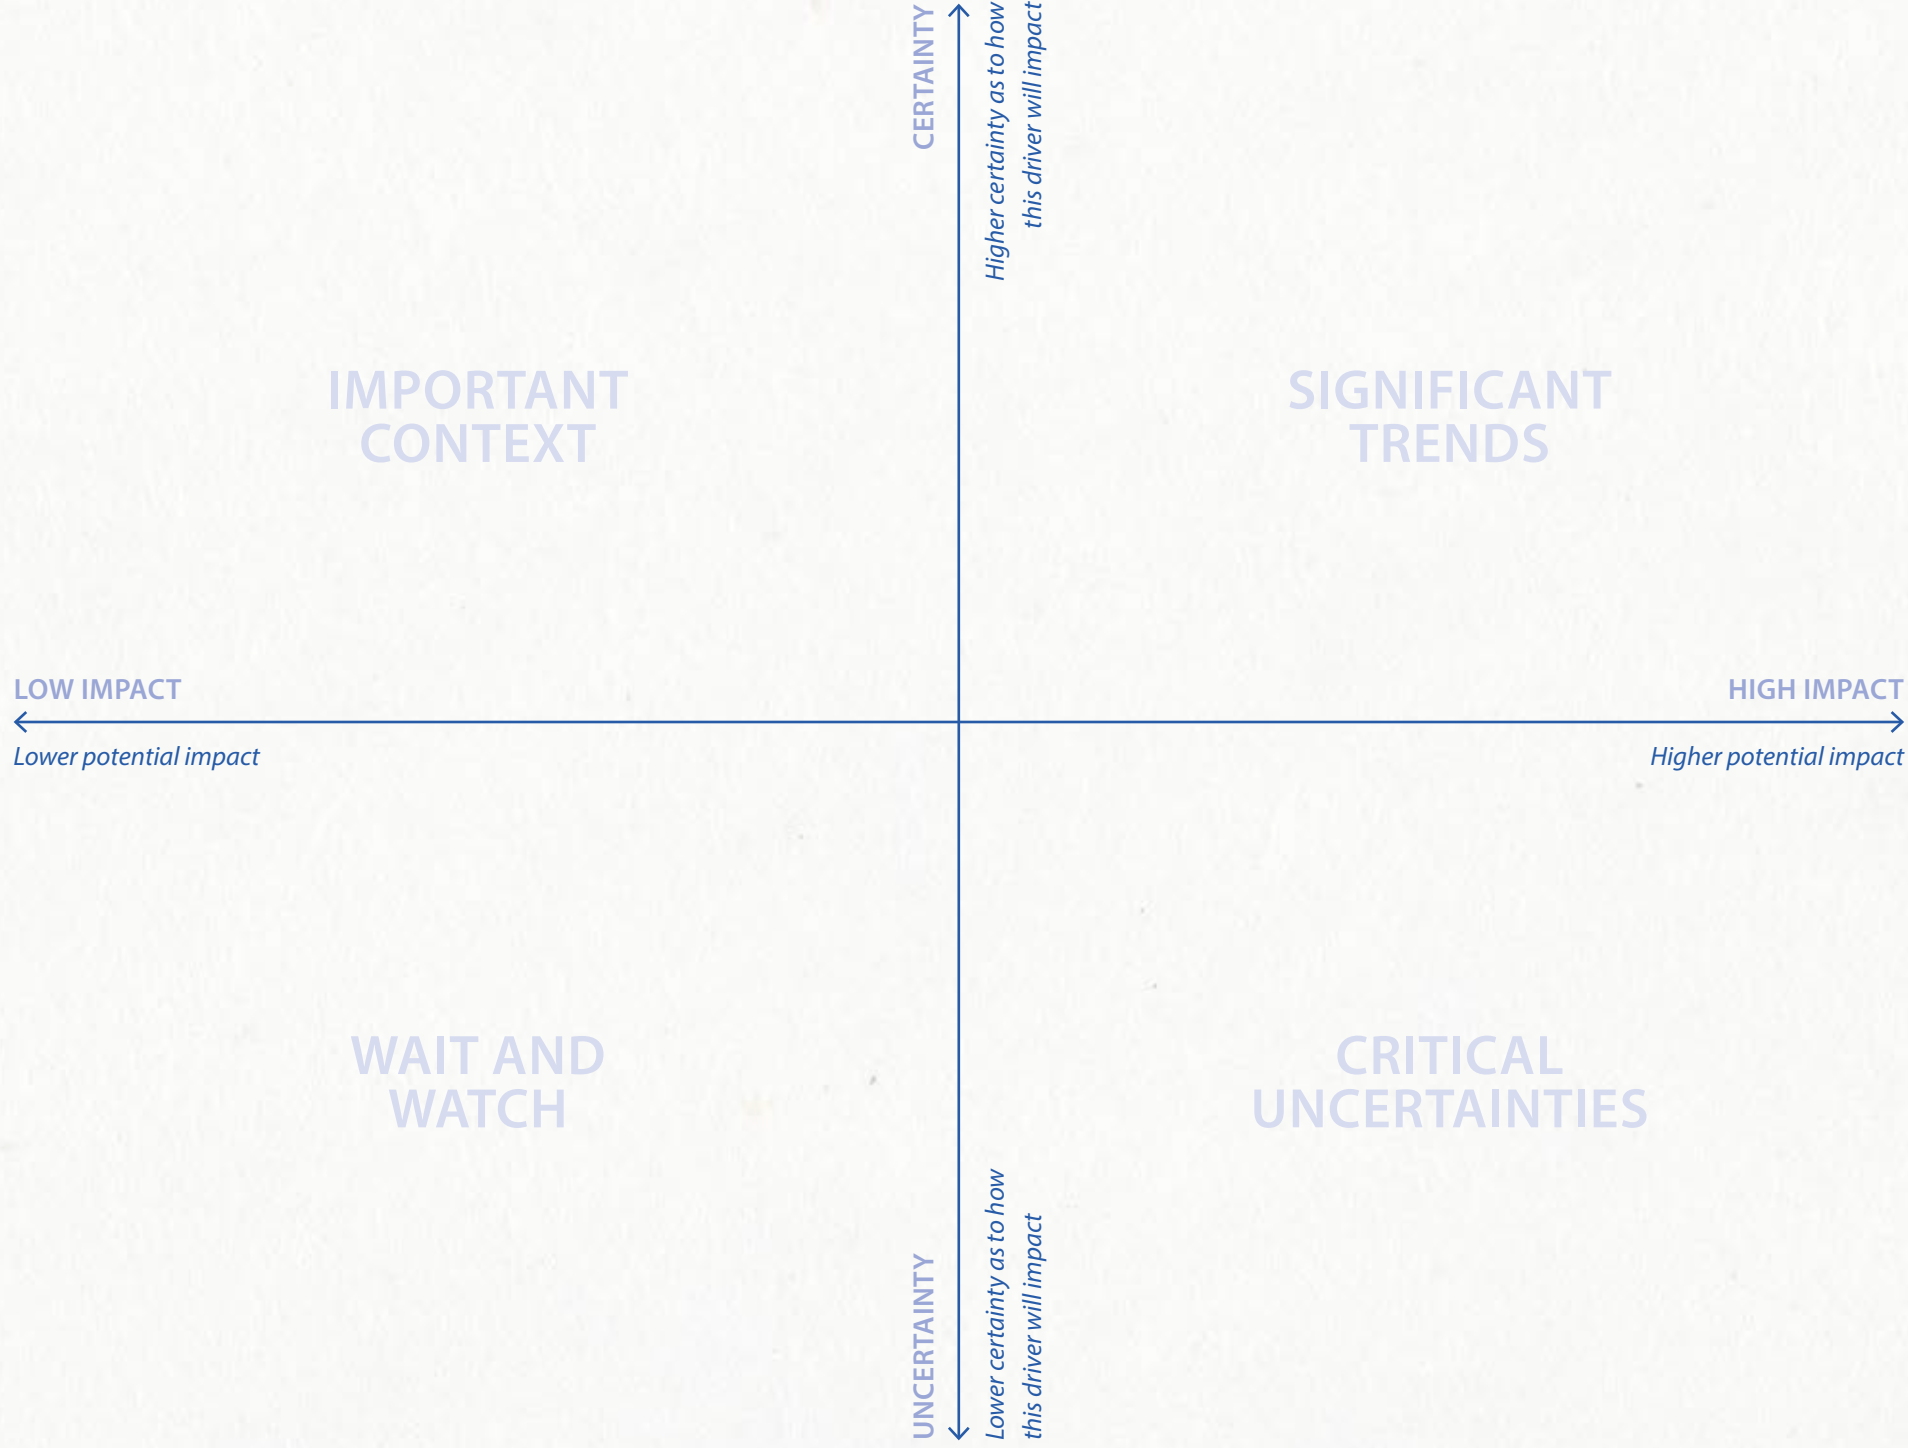 CERTAINTY
Higher certainty as to how
this driver will impact
IMPORTANT
CONTEXT
SIGNIFICANT
TRENDS
LOW IMPACT
Lower potential impact
HIGH IMPACT
Higher potential impact
WAIT AND
WATCH
CRITICAL
UNCERTAINTIES
UNCERTAINTY
Lower certainty as to how
this driver will impact